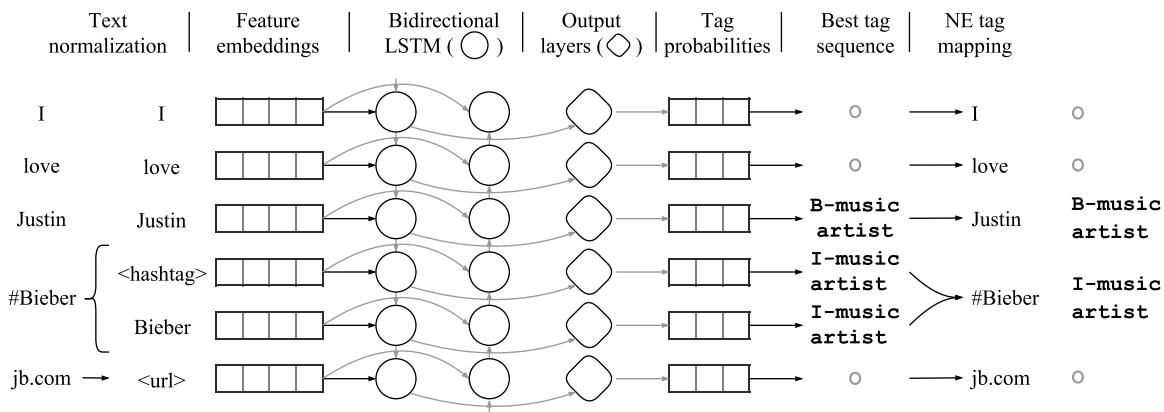 Text normalization
Feature embeddings
Bidirectional LSTM ( )
Output layers ( )
Tag probabilities
Best tag sequence
NE tag mapping
I I I
love love love
Justin Justin B-music artist Justin B-music artist
#Bieber <hashtag> I-music artist #Bieber I-music artist
Bieber I-music artist
jb.com <url> jb.com